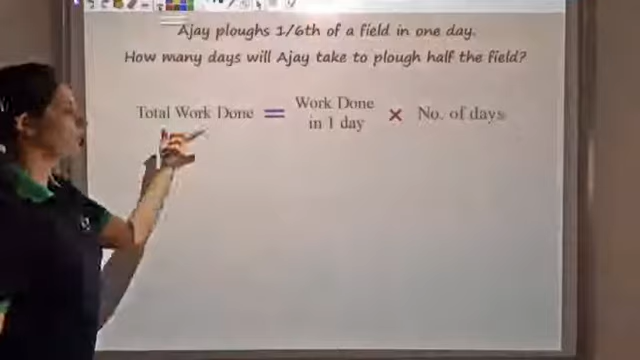 Ajay ploughs 1/6th of a field in one day.
How many days will Ajay take to plough half the field?
Total Work Done = Work Done in 1 day × No. of days